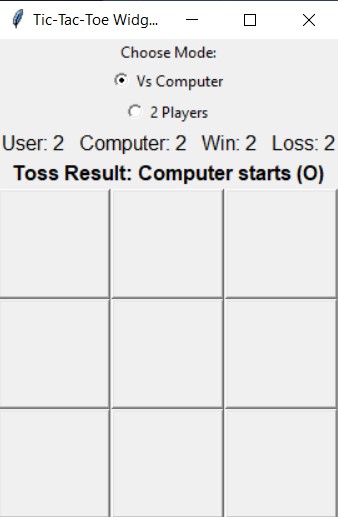 Tic-Tac-Toe Widg...
Choose Mode:
Vs Computer
2 Players
User: 2 Computer: 2 Win: 2 Loss: 2
Toss Result: Computer starts (O)